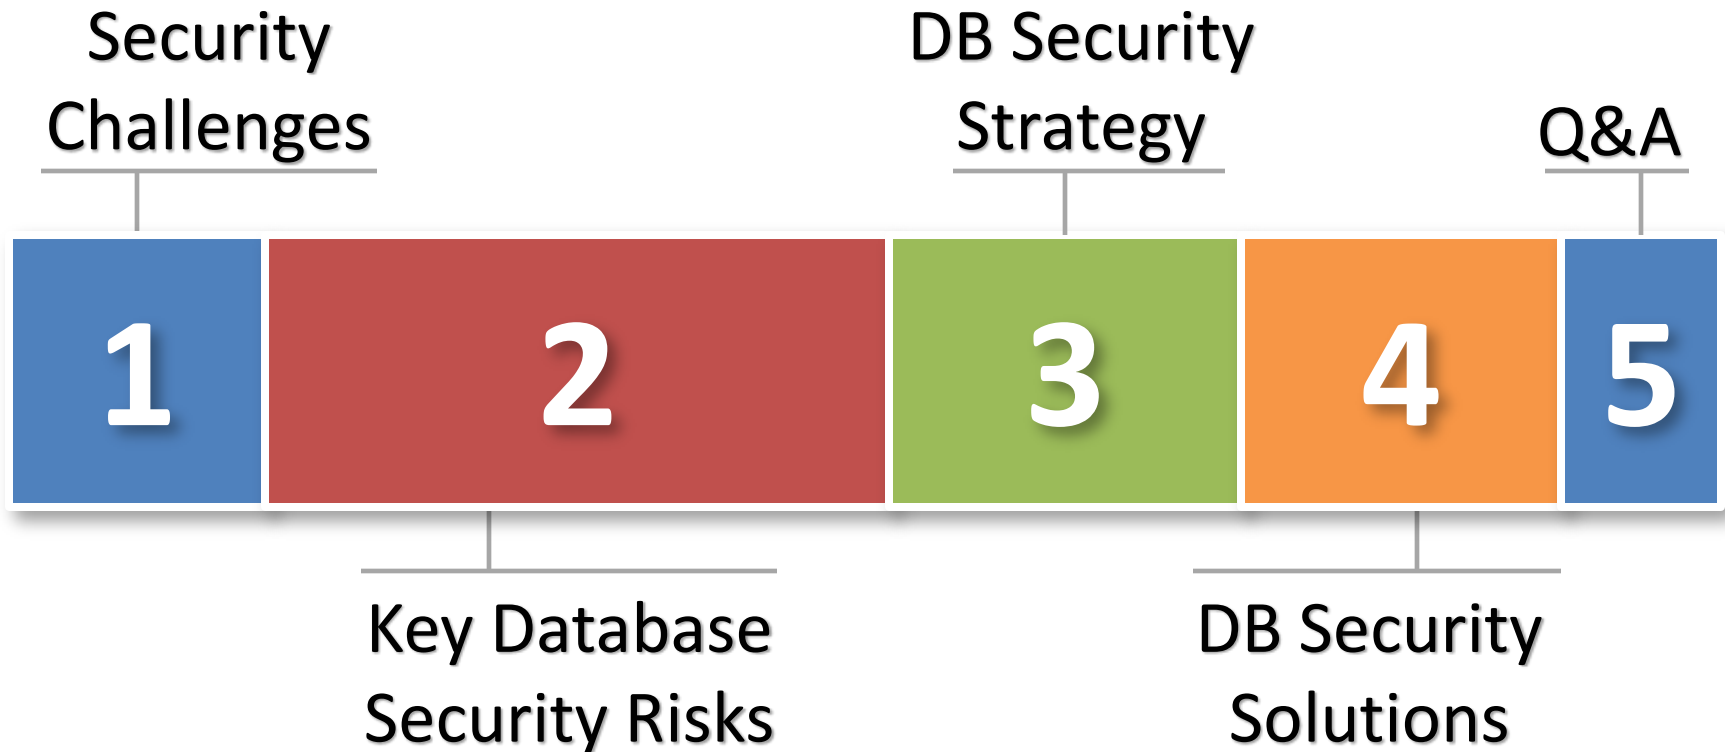 Security
Challenges
DB Security
Strategy
Q&A
1
2
3
4
5
Key Database
Security Risks
DB Security
Solutions